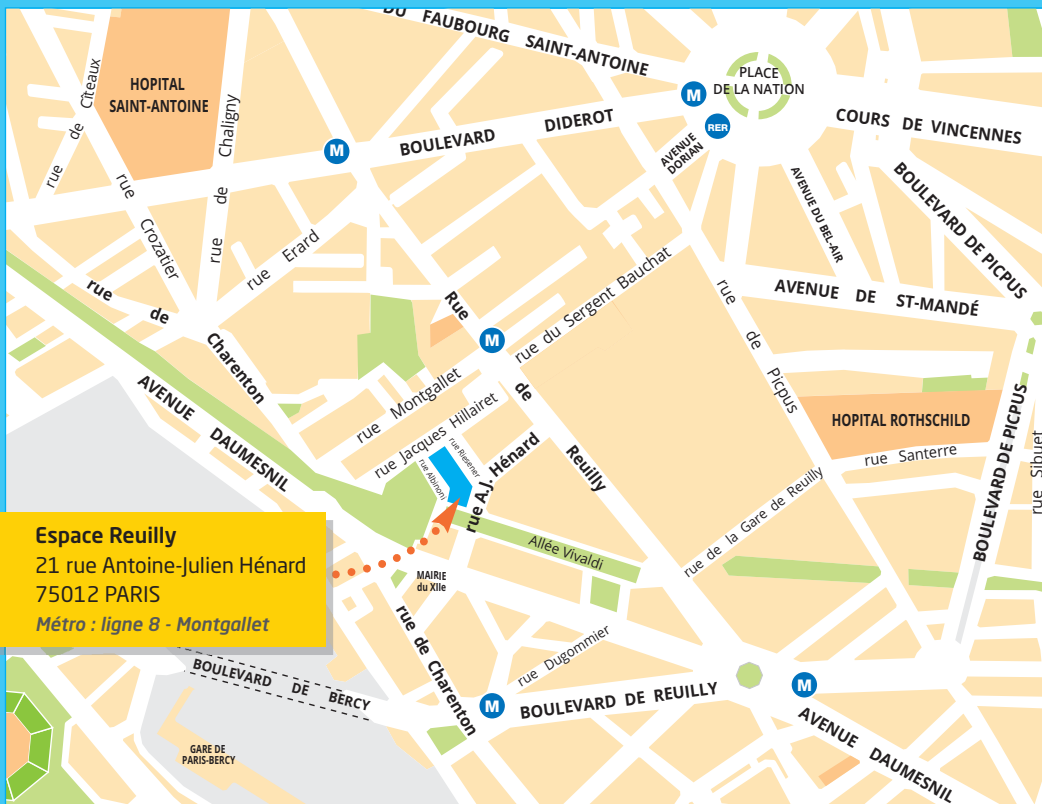 DU FAUBOURG SAINT-ANTOINE
PLACE
DE LA NATION
HOPITAL
SAINT-ANTOINE
rue de Cîteaux
rue de Chaligny
M
M
RER
BOULEVARD DIDEROT
COURS DE VINCENNES
AVENUE
DORIAN
AVENUE DU BEL-AIR
BOULEVARD DE PICPUS
rue Crozatier
rue Erard
rue du Sergent Bauchat
AVENUE DE ST-MANDÉ
rue de Charenton
Rue de Reuilly
M
rue de Picpus
rue Montgallet
AVENUE DAUMESNIL
rue Jacques Hillairet
HOPITAL ROTHSCHILD
BOULEVARD DE PICPUS
rue Santerre
rue Sibuet
rue Riesener
rue Albinoni
rue A.J. Hénard
rue de la Gare de Reuilly
Allée Vivaldi
Espace Reuilly
21 rue Antoine-Julien Hénard
75012 PARIS
Métro : ligne 8 - Montgallet
MAIRIE
du XIIe
rue de Charenton
rue Dugommier
BOULEVARD DE BERCY
M
BOULEVARD DE REUILLY
M
AVENUE DAUMESNIL
GARE DE
PARIS-BERCY